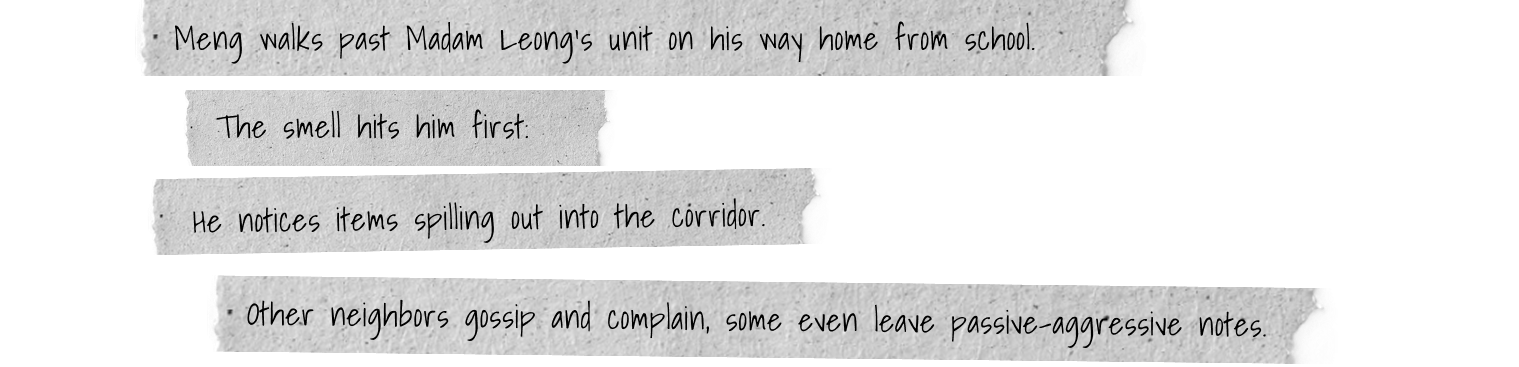 Meng walks past Madam Leong's unit on his way home from school.
The smell hits him first.
He notices items spilling out into the corridor.
Other neighbors gossip and complain, some even leave passive-aggressive notes.